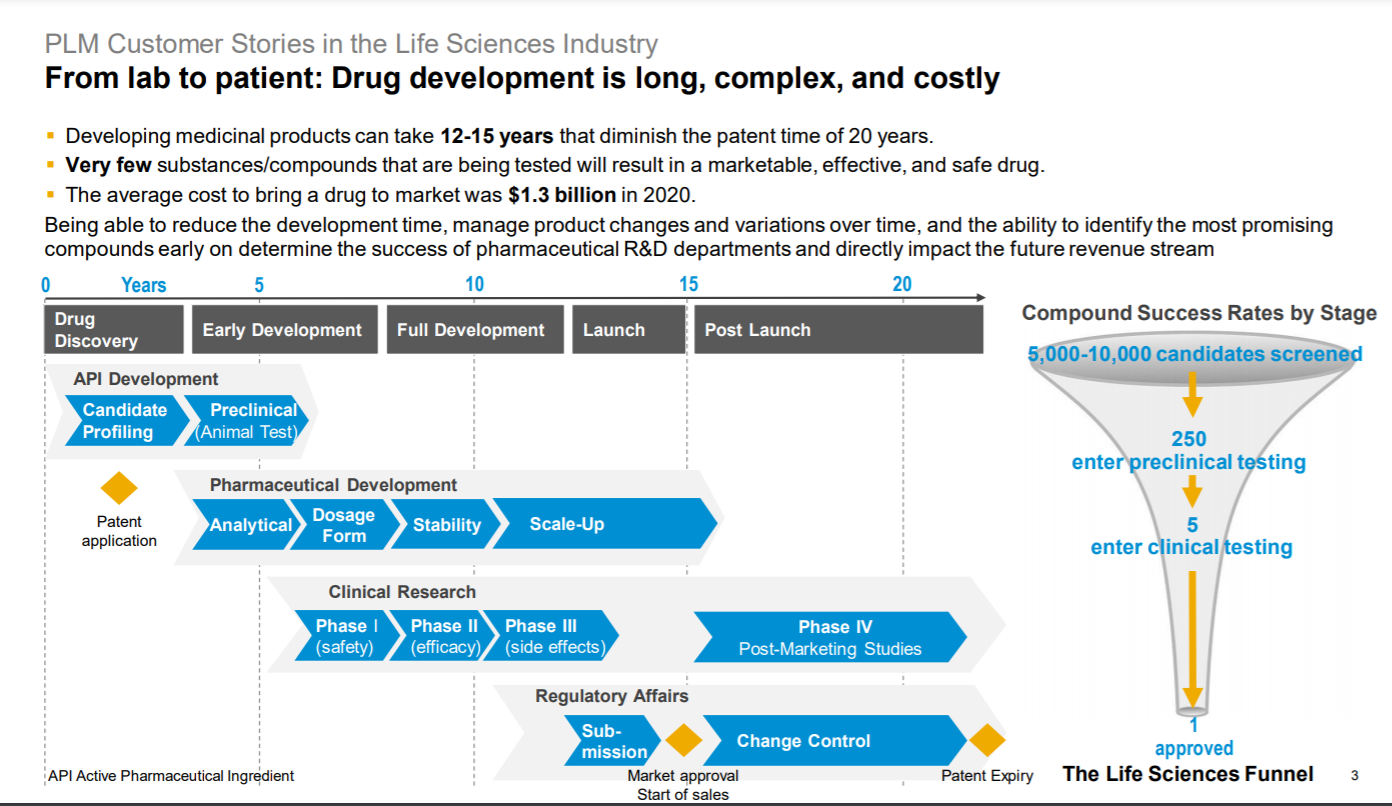 PLM Customer Stories in the Life Sciences Industry
From lab to patient: Drug development is long, complex, and costly
▪ Developing medicinal products can take 12-15 years that diminish the patent time of 20 years.
▪ Very few substances/compounds that are being tested will result in a marketable, effective, and safe drug.
▪ The average cost to bring a drug to market was $1.3 billion in 2020.
Being able to reduce the development time, manage product changes and variations over time, and the ability to identify the most promising
compounds early on determine the success of pharmaceutical R&D departments and directly impact the future revenue stream
0 Years 5 10 15 20
Drug
Discovery
Early Development
Full Development
Launch
Post Launch
API Development
Candidate
Profiling
Preclinical
(Animal Test)
Patent
application
Pharmaceutical Development
Analytical
Dosage
Form
Stability
Scale-Up
Clinical Research
Phase I
(safety)
Phase II
(efficacy)
Phase III
(side effects)
Phase IV
Post-Marketing Studies
Regulatory Affairs
Sub-
mission
Change Control
Market approval
Start of sales
Patent Expiry
API Active Pharmaceutical Ingredient
Compound Success Rates by Stage
5,000-10,000 candidates screened
250
enter preclinical testing
5
enter clinical testing
1
approved
The Life Sciences Funnel
3